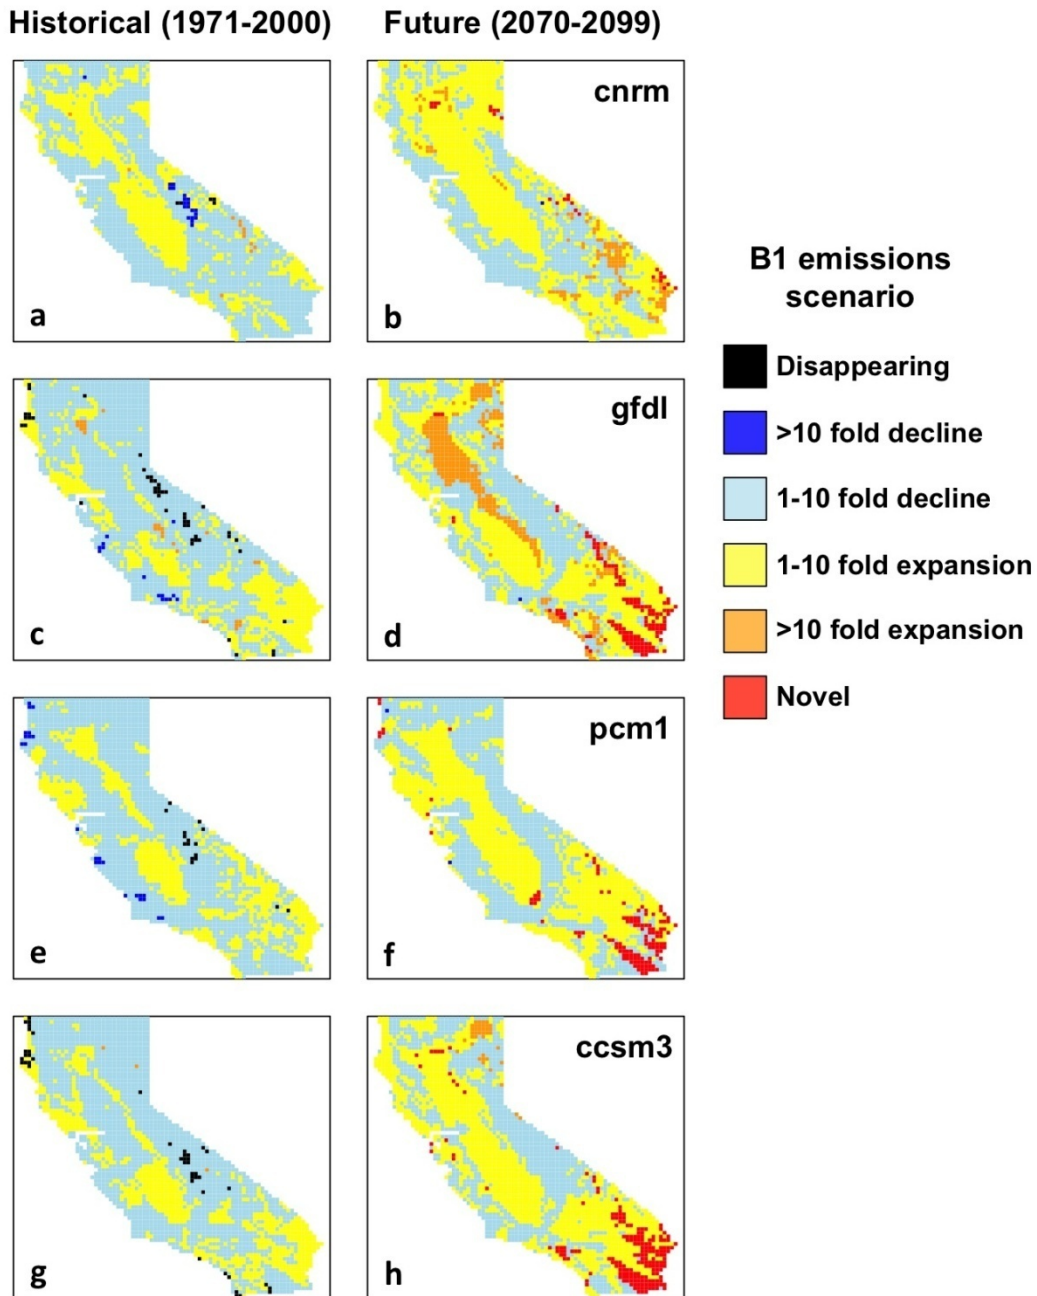 Historical (1971-2000) Future (2070-2099)
cnrm
a b
B1 emissions
scenario
Disappearing
>10 fold decline
1-10 fold decline
1-10 fold expansion
>10 fold expansion
Novel
gfdl
c d
pcm1
e f
ccsm3
g h